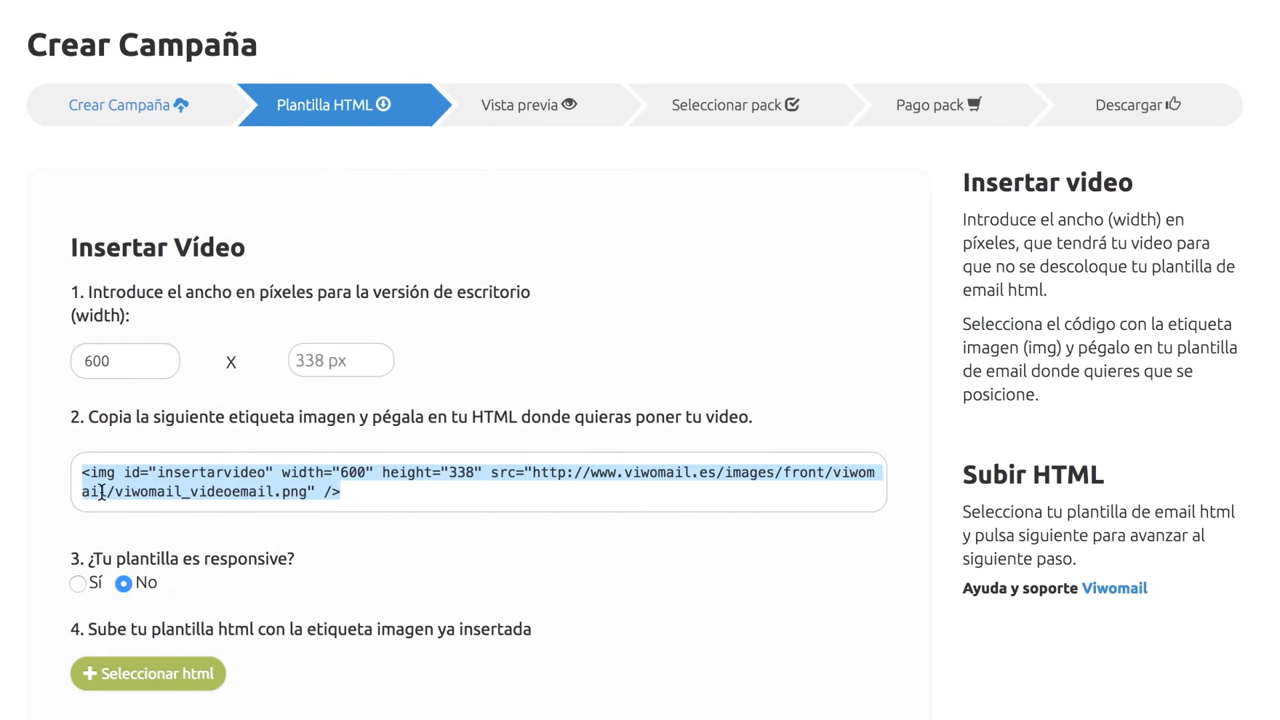 Crear Campaña
Crear Campaña
Plantilla HTML
Vista previa
Seleccionar pack
Pago pack
Descargar
Insertar Vídeo
1. Introduce el ancho en píxeles para la versión de escritorio
(width):
600
X
338 px
2. Copia la siguiente etiqueta imagen y pégala en tu HTML donde quieras poner tu video.
<img id="insertarvideo" width="600" height="338" src="http://www.viwomail.es/images/front/viwom
ail/viwomail_videoemail.png" />
3. ¿Tu plantilla es responsive?
Sí
No
4. Sube tu plantilla html con la etiqueta imagen ya insertada
Seleccionar html
Insertar video
Introduce el ancho (width) en
píxeles, que tendrá tu video para
que no se descoloque tu plantilla de
email html.
Selecciona el código con la etiqueta
imagen (img) y pégalo en tu plantilla
de email donde quieres que se
posicione.
Subir HTML
Selecciona tu plantilla de email html
y pulsa siguiente para avanzar al
siguiente paso.
Ayuda y soporte Viwomail